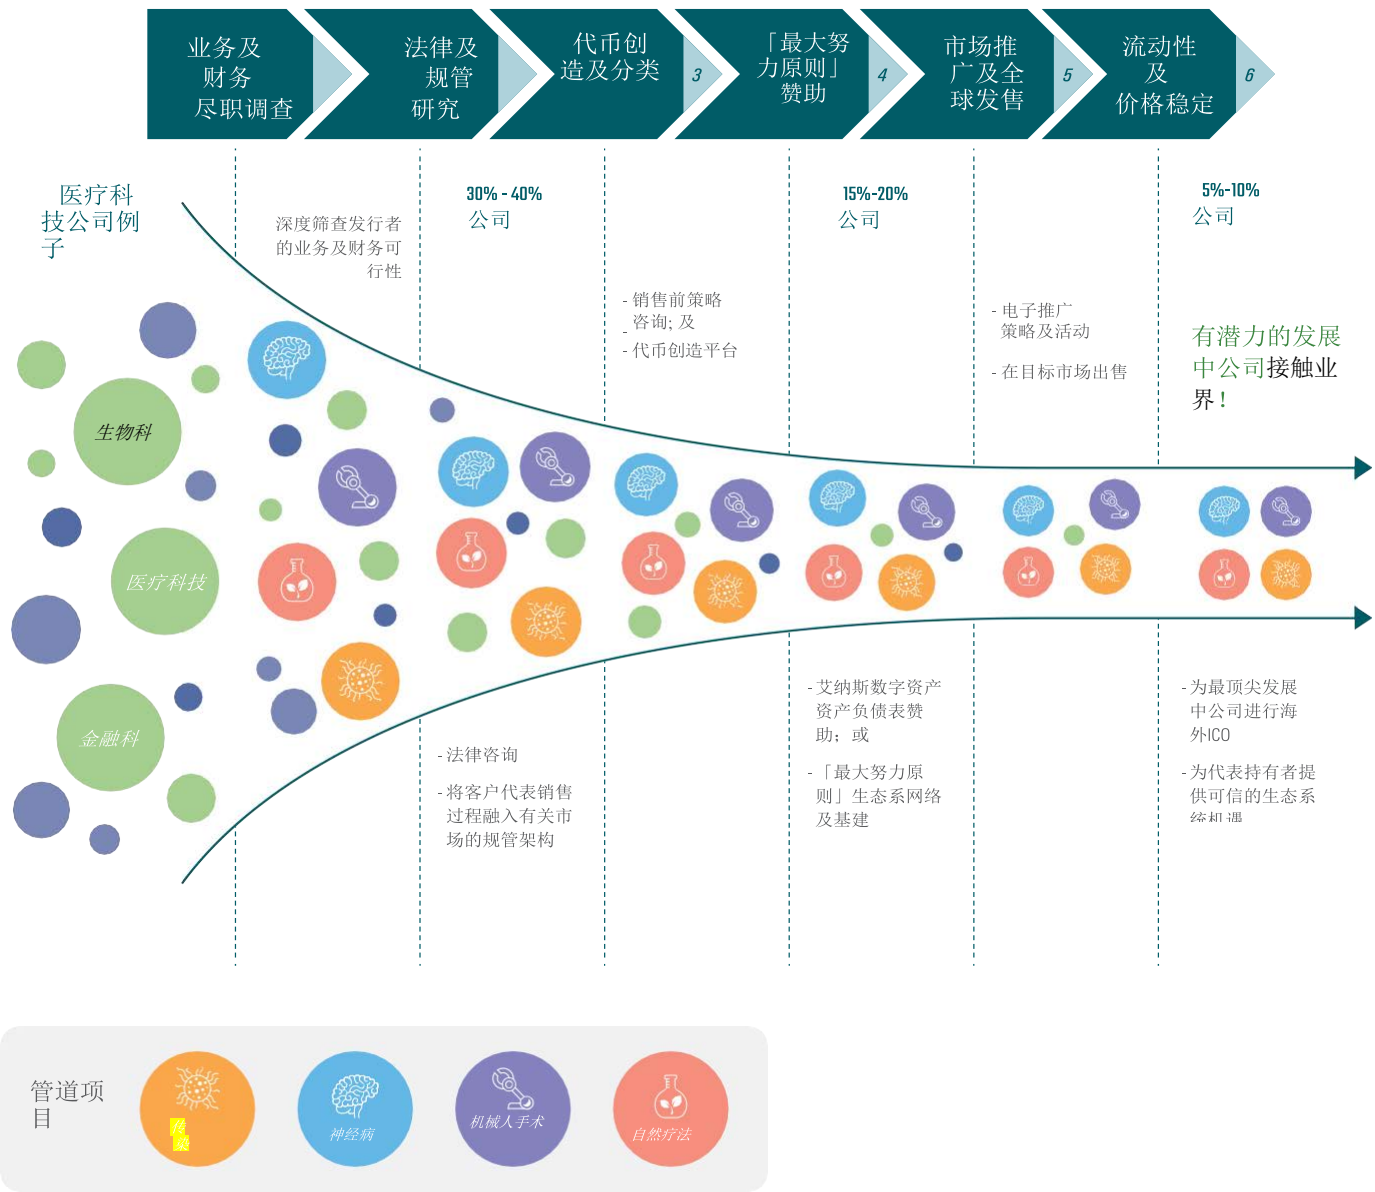 业务及
财务
尽职调查
法律及
规管
研究
代币创
造及分类
3
「最大努
力原则」
赞助
4
市场推
广及全
球发售
5
流动性
及
价格稳定
6
医疗科
技公司例
子
深度筛查发行者
的业务及财务可
行性
30% - 40%
公司
- 销售前策略
咨询; 及
-
- 代币创造平台
15%-20%
公司
- 电子推广
策略及活动
- 在目标市场出售
5%-10%
公司
有潜力的发展
中公司接触业
界!
生物科
医疗科技
金融科
- 法律咨询
- 将客户代表销售
过程融入有关市
场的规管架构
- 艾纳斯数字资产
资产负债表赞
助；或
- 「最大努力原
则」生态系网络
及基建
- 为最顶尖发展
中公司进行海
外ICO
- 为代表持有者提
供可信的生态系
统机遇
管道项
目
神经病
机械人手术
自然疗法